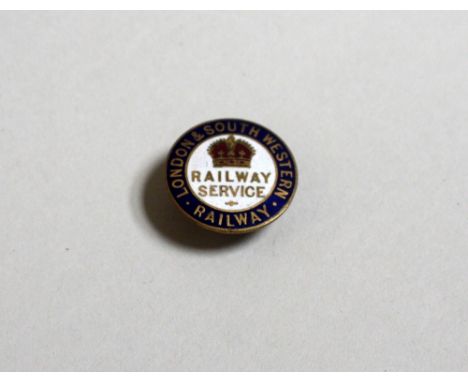 LONDON & SOUTH WESTERN
RAILWAY
RAILWAY
SERVICE